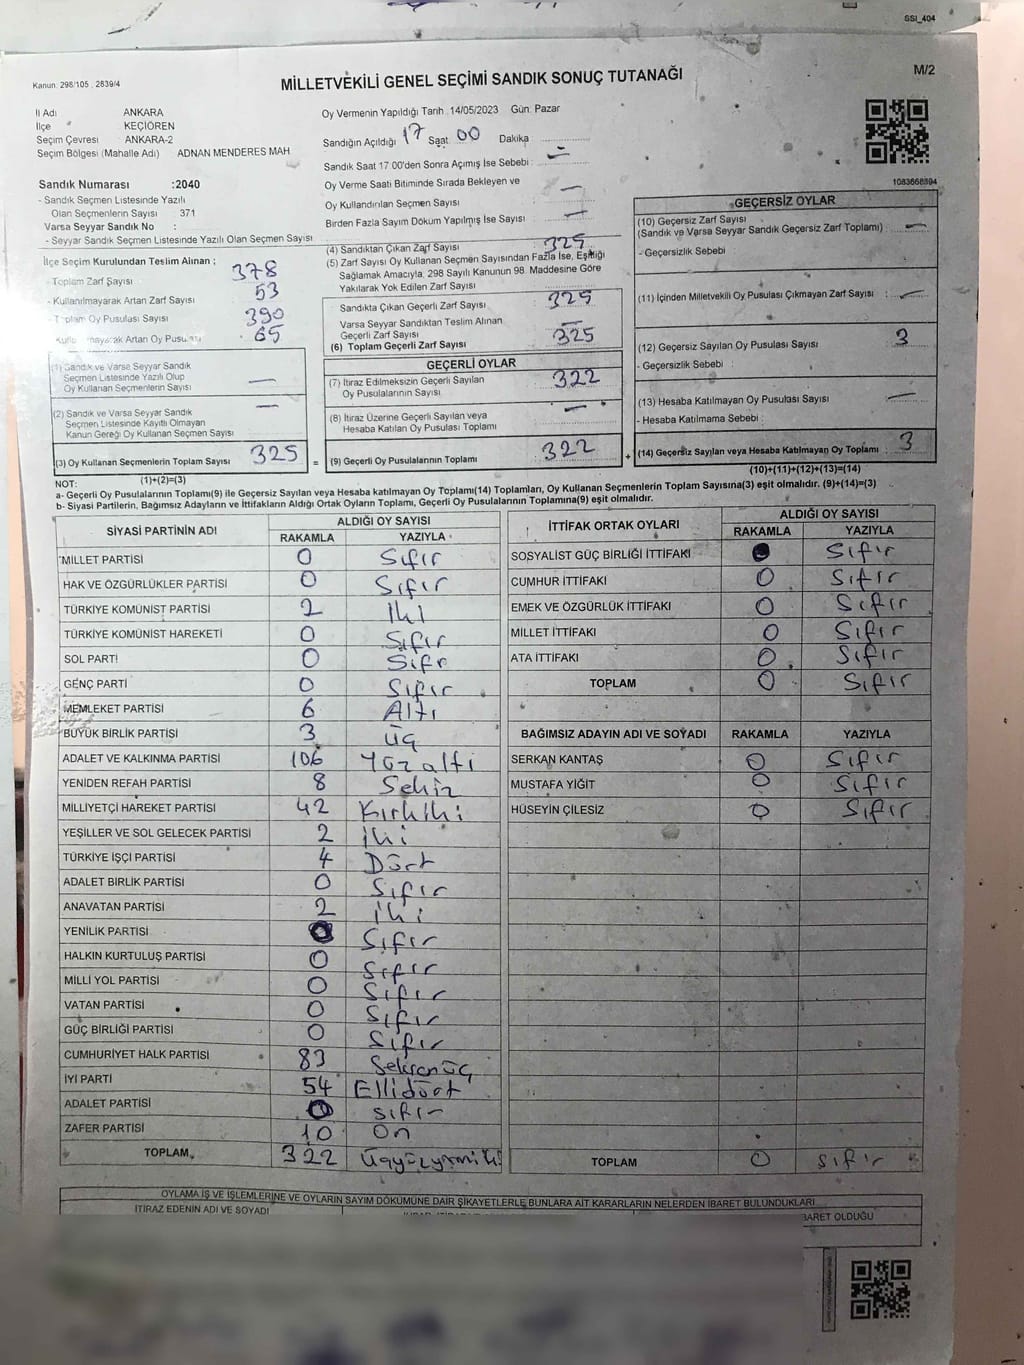 GSI_404
Kanun: 298/105 , 2839/4
MİLLETVEKİLİ GENEL SEÇİMİ SANDIK SONUÇ TUTANAĞI
M/2
İl Adı ANKARA
İlçe KEÇİÖREN
Seçim Çevresi ANKARA-2
Seçim Bölgesi (Mahalle Adı) ADNAN MENDERES MAH
Sandık Numarası :2040
- Sandık Seçmen Listesinde Yazılı
Olan Seçmenlerin Sayısı 371
Varsa Seyyar Sandık No :
- Seyyar Sandık Seçmen Listesinde Yazılı Olan Seçmen Sayısı
İlçe Seçim Kurulundan Teslim Alınan ;
- Toplam Zarf Sayısı 378
- Kullanılmayarak Artan Zarf Sayısı 53
- Toplam Oy Pusulası Sayısı 390
Artan Oy 65
(1) Sandık ve Varsa Seyyar Sandık
Seçmen Listesinde Yazılı Olup
Oy Kullanan Seçmenlerin Sayısı —
(2) Sandık ve Varsa Seyyar Sandık
Seçmen Listesinde Kayıtlı Olmayan
Kanun Gereği Oy Kullanan Seçmen Sayısı —
(3) Oy Kullanan Seçmenlerin Toplam Sayısı 325 =
(1)+(2)=(3)
Oy Vermenin Yapıldığı Tarih :14/05/2023 Gün: Pazar
Sandığın Açıldığı 17 Saat 00 Dakika
Sandık Saat 17:00'den Sonra Açımış İse Sebebi : —
Oy Verme Saati Bitiminde Sırada Bekleyen ve
Oy Kullandırılan Seçmen Sayısı —
Birden Fazla Sayım Döküm Yapılmış İse Sayısı —
(4) Sandıktan Çıkan Zarf Sayısı 325
(5) Zarf Sayısı Oy Kullanan Seçmen Sayısından Fazla İse, Eşitliği
Sağlamak Amacıyla, 298 Sayılı Kanunun 98. Maddesine Göre
Yakılarak Yok Edilen Zarf Sayısı
Sandıkta Çıkan Geçerli Zarf Sayısı 325
Varsa Seyyar Sandıktan Teslim Alınan
Geçerli Zarf Sayısı —
(6) Toplam Geçerli Zarf Sayısı 325
GEÇERLİ OYLAR
(7) İtiraz Edilmeksizin Geçerli Sayılan
Oy Pusulalarının Sayısı 322
(8) İtiraz Üzerine Geçerli Sayılan veya
Hesaba Katılan Oy Pusulası Toplamı —
(9) Geçerli Oy Pusulalarının Toplamı 322 +
1083668394
GEÇERSİZ OYLAR
(10) Geçersiz Zarf Sayısı
(Sandık ve Varsa Seyyar Sandık Geçersiz Zarf Toplamı) : —
- Geçersizlik Sebebi :
(11) İçinden Milletvekili Oy Pusulası Çıkmayan Zarf Sayısı : —
(12) Geçersiz Sayılan Oy Pusulası Sayısı : 3
- Geçersizlik Sebebi :
(13) Hesaba Katılmayan Oy Pusulası Sayısı —
- Hesaba Katılmama Sebebi :
(14) Geçersiz Sayılan veya Hesaba Katılmayan Oy Toplamı : 3
(10)+(11)+(12)+(13)=(14)
NOT:
a- Geçerli Oy Pusulalarının Toplamı(9) ile Geçersiz Sayılan veya Hesaba katılmayan Oy Toplamı(14) Toplamları, Oy Kullanan Seçmenlerin Toplam Sayısına(3) eşit olmalıdır. (9)+(14)=(3)
b- Siyasi Partilerin, Bağımsız Adayların ve İttifakların Aldığı Ortak Oyların Toplamı, Geçerli Oy Pusulalarının Toplamına(9) eşit olmalıdır.
SİYASİ PARTİNİN ADI ALDIĞI OY SAYISI
RAKAMLA YAZIYLA
MİLLET PARTİSİ 0 Sıfır
HAK VE ÖZGÜRLÜKLER PARTİSİ 0 Sıfır
TÜRKİYE KOMÜNİST PARTİSİ 2 İki
TÜRKİYE KOMÜNİST HAREKETİ 0 Sıfır
SOL PARTİ 0 Sıfr
GENÇ PARTİ 0 Sıfır
MEMLEKET PARTİSİ 6 Altı
BÜYÜK BİRLİK PARTİSİ 3 Üç
ADALET VE KALKINMA PARTİSİ 106 Yüzaltı
YENİDEN REFAH PARTİSİ 8 Sekiz
MİLLİYETÇİ HAREKET PARTİSİ 42 Kırkiki
YEŞİLLER VE SOL GELECEK PARTİSİ 2 İki
TÜRKİYE İŞÇİ PARTİSİ 4 Dört
ADALET BİRLİK PARTİSİ 0 Sıfır
ANAVATAN PARTİSİ 2 İki
YENİLİK PARTİSİ 0 Sıfır
HALKIN KURTULUŞ PARTİSİ 0 Sıfır
MİLLİ YOL PARTİSİ 0 Sıfır
VATAN PARTİSİ 0 Sıfır
GÜÇ BİRLİĞİ PARTİSİ 0 Sıfır
CUMHURİYET HALK PARTİSİ 83 Seksenüç
İYİ PARTİ 54 Ellidört
ADALET PARTİSİ 0 sıfır
ZAFER PARTİSİ 10 On
TOPLAM 322 Üçyüzyirmiiki
İTTİFAK ORTAK OYLARI ALDIĞI OY SAYISI
RAKAMLA YAZIYLA
SOSYALİST GÜÇ BİRLİĞİ İTTİFAKI 0 Sıfır
CUMHUR İTTİFAKI 0 Sıfır
EMEK VE ÖZGÜRLÜK İTTİFAKI 0 Sıfır
MİLLET İTTİFAKI 0 Sıfır
ATA İTTİFAKI 0 Sıfır
TOPLAM 0 Sıfır
BAĞIMSIZ ADAYIN ADI VE SOYADI RAKAMLA YAZIYLA
SERKAN KANTAŞ 0 Sıfır
MUSTAFA YİĞİT 0 Sıfır
HÜSEYİN ÇİLESİZ 0 Sıfır
TOPLAM 0 sıfır
OYLAMA İŞ VE İŞLEMLERİNE VE OYLARIN SAYIM DÖKÜMÜNE DAİR ŞİKAYETLERLE BUNLARA AİT KARARLARIN NELERDEN İBARET BULUNDUKLARI
İTİRAZ EDENİN ADI VE SOYADI
BARET OLDUĞU